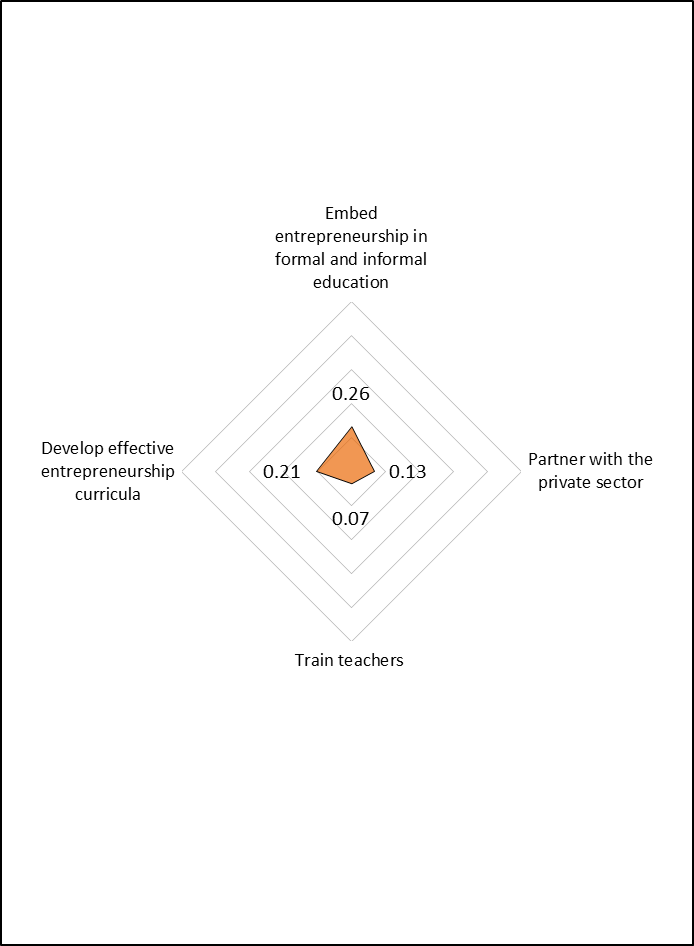 Embed
entrepreneurship in
formal and informal
education
0.26
Develop effective
entrepreneurship
curricula
0.21
0.13
Partner with the
private sector
0.07
Train teachers